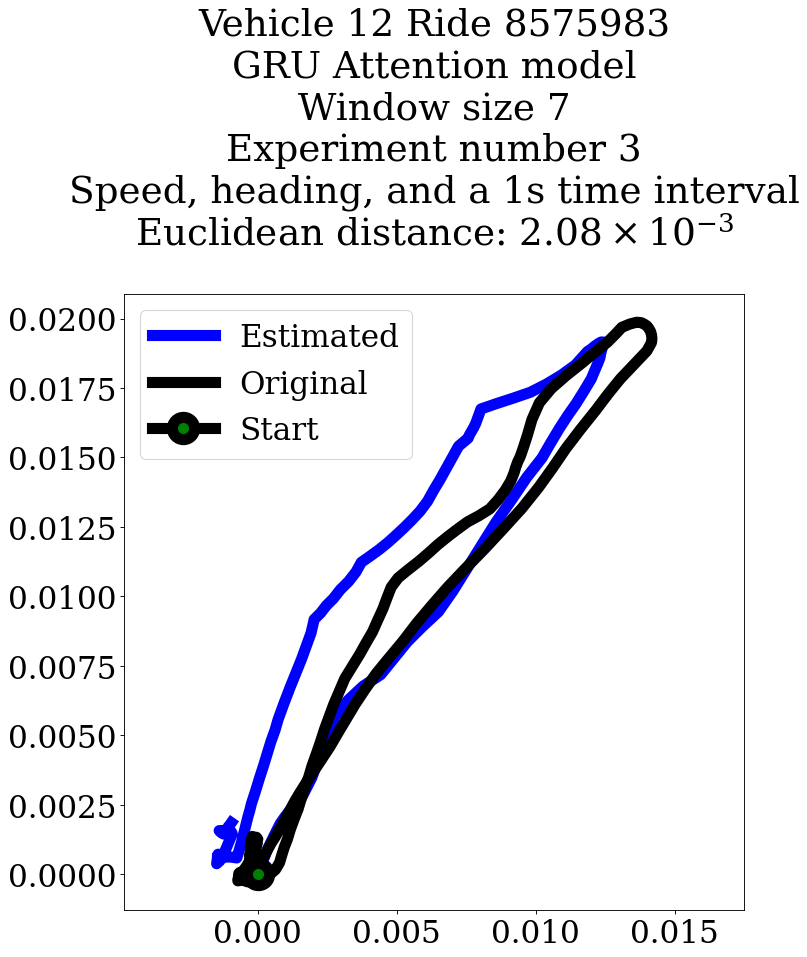 Vehicle 12 Ride 8575983
GRU Attention model
Window size 7
Experiment number 3
Speed, heading, and a 1s time interval
Euclidean distance: 2.08 × 10⁻³
Estimated
Original
Start
0.0200
0.0175
0.0150
0.0125
0.0100
0.0075
0.0050
0.0025
0.0000
0.000 0.005 0.010 0.015